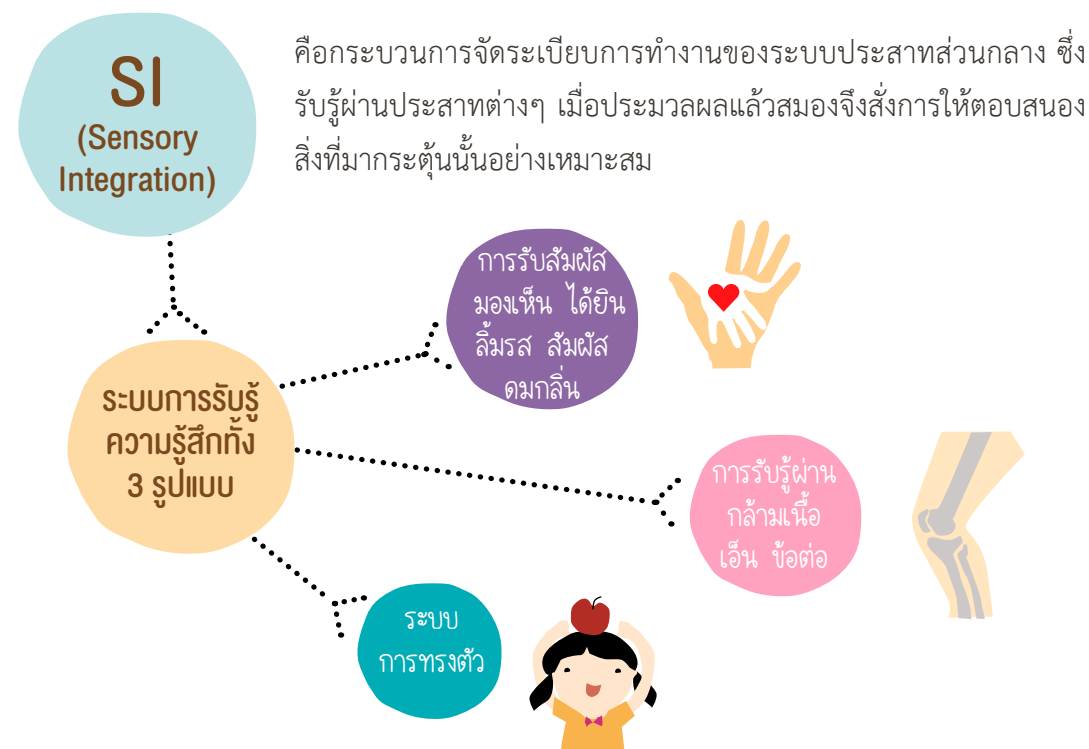 SI
(Sensory
Integration)
คือกระบวนการจัดระเบียบการทำงานของระบบประสาทส่วนกลาง ซึ่ง
รับรู้ผ่านประสาทต่างๆ เมื่อประมวลผลแล้วสมองจึงสั่งการให้ตอบสนอง
สิ่งที่มากระตุ้นนั้นอย่างเหมาะสม
การรับสัมผัส
มองเห็น ได้ยิน
ลิ้มรส สัมผัส
ดมกลิ่น
ระบบการรับรู้
ความรู้สึกทั้ง
3 รูปแบบ
การรับรู้ผ่าน
กล้ามเนื้อ
เอ็น ข้อต่อ
ระบบ
การทรงตัว